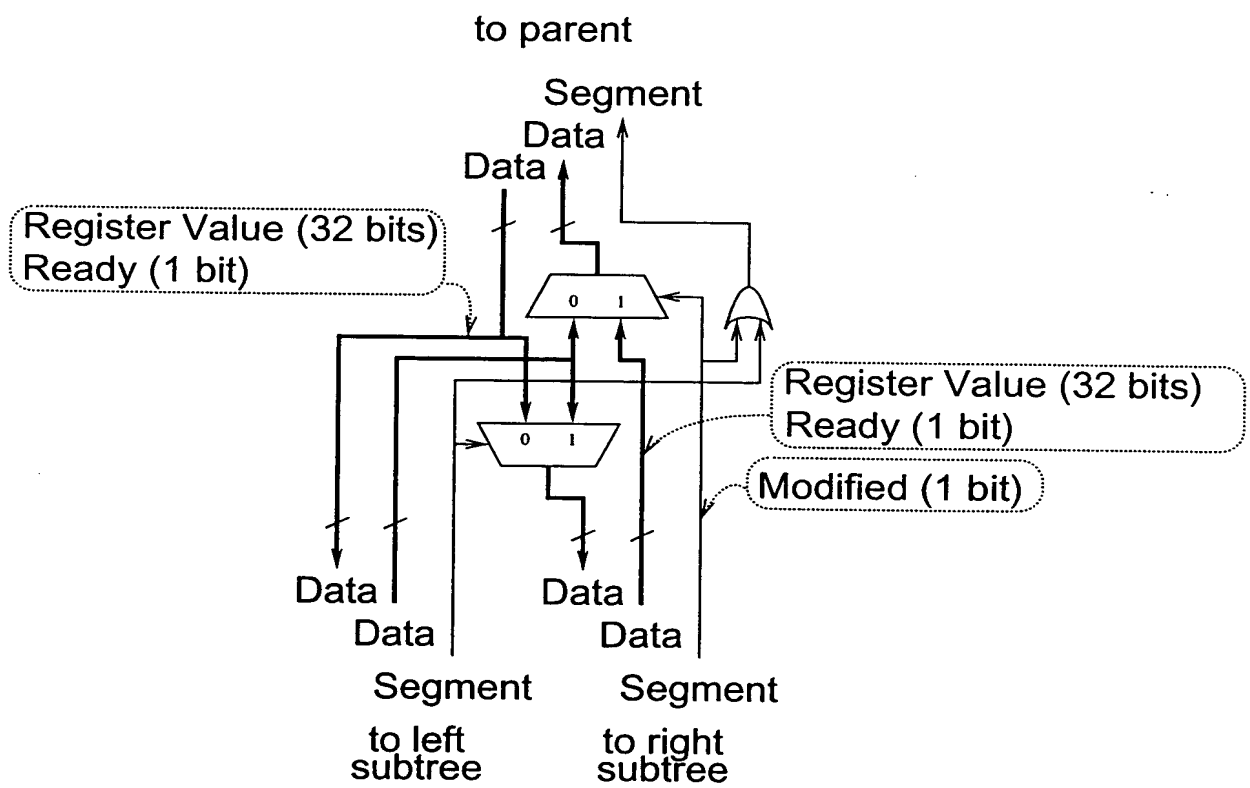 to parent
Segment
Data
Data
Register Value (32 bits)
Ready (1 bit)
0 1
Register Value (32 bits)
Ready (1 bit)
0 1
Modified (1 bit)
Data
Data
Data
Data
Segment
Segment
to left
subtree
to right
subtree